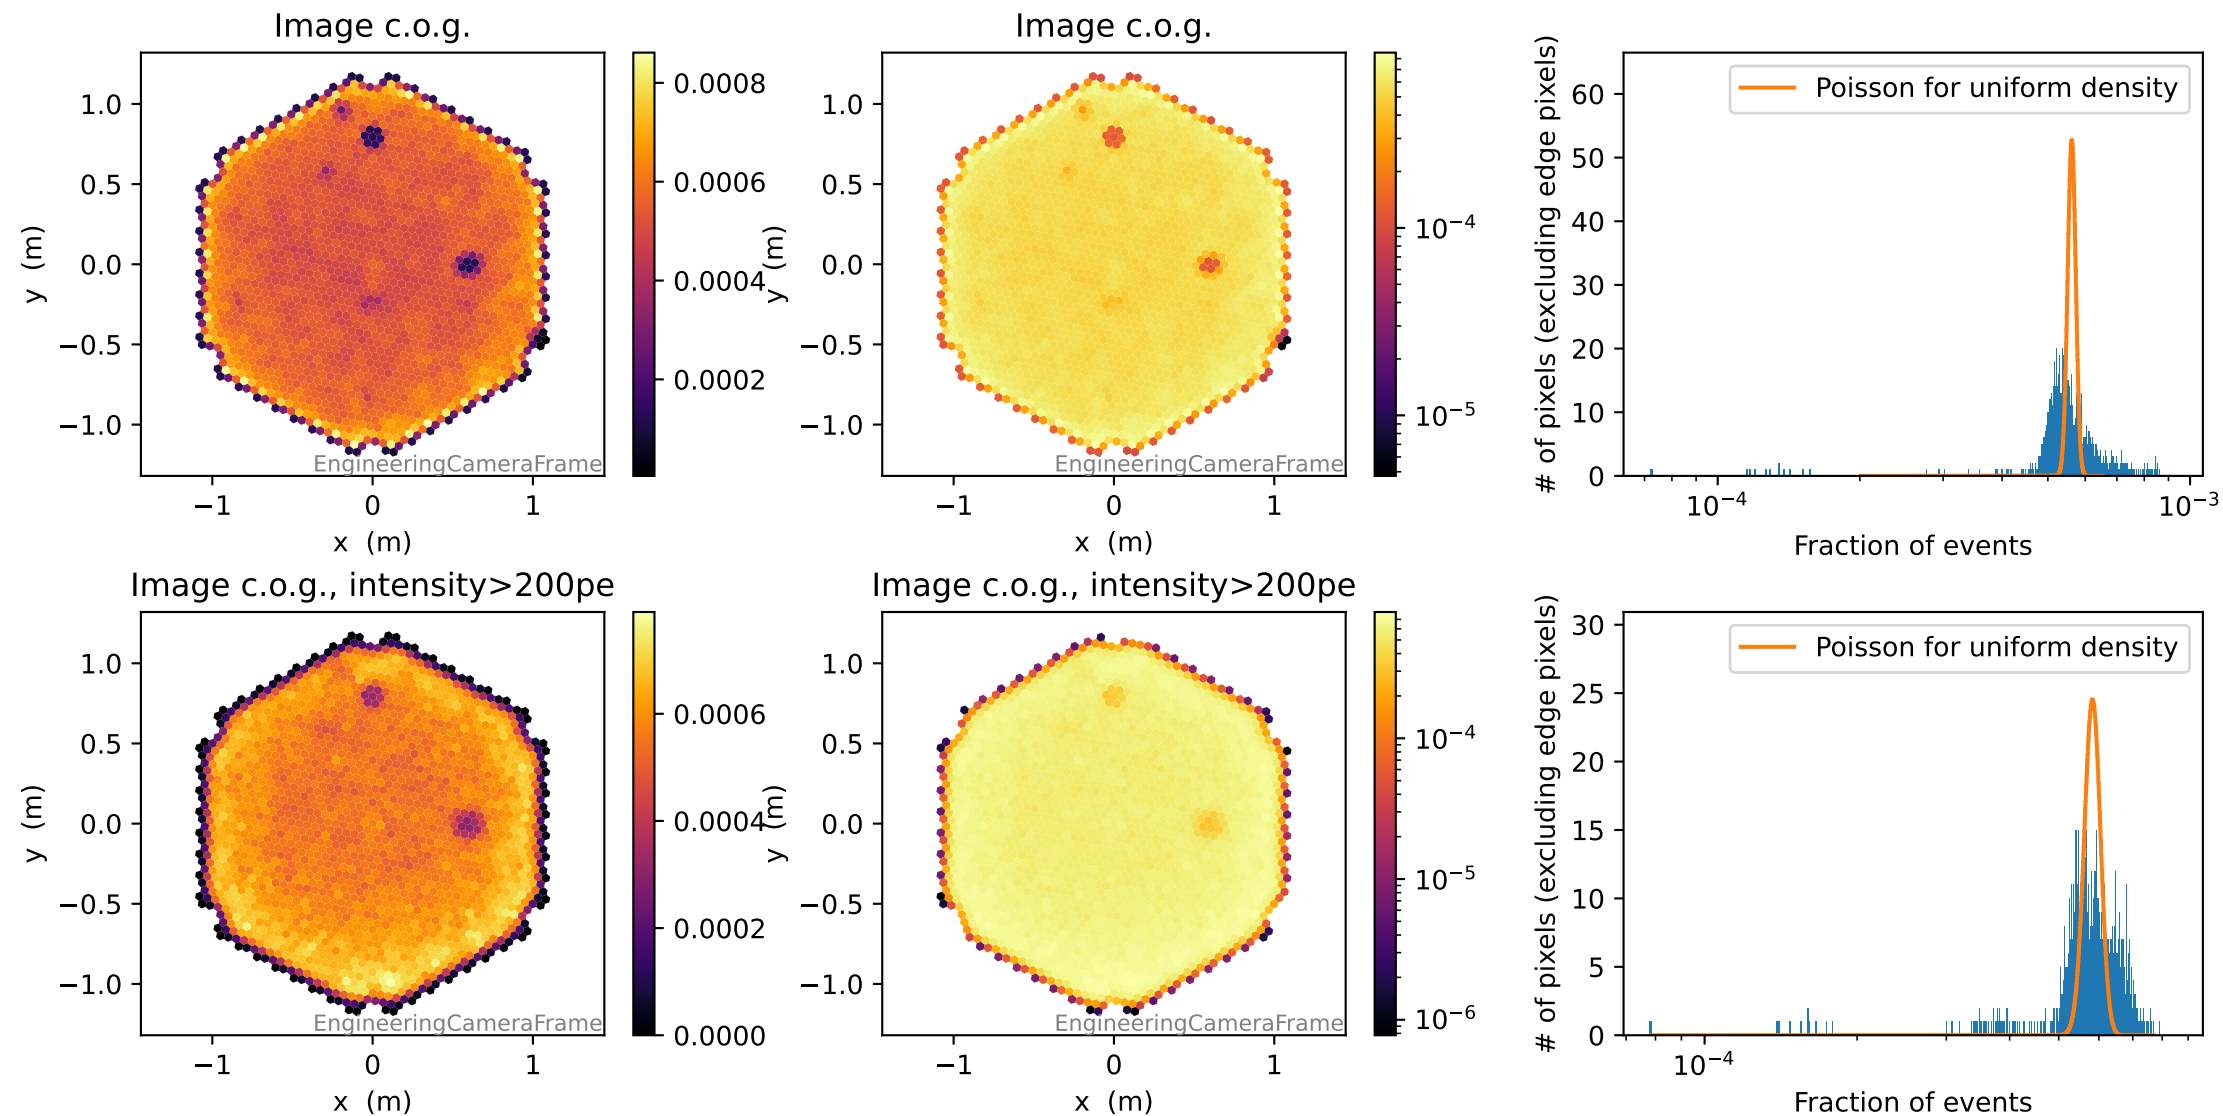 Image c.o.g.
1.0
0.5
0.0
−0.5
−1.0
y (m)
−1
0
1
x (m)
EngineeringCameraFrame
0.0008
0.0006
0.0004
0.0002
Image c.o.g.
1.0
0.5
0.0
−0.5
−1.0
y (m)
−1
0
1
x (m)
EngineeringCameraFrame
10⁻⁴
10⁻⁵
Poisson for uniform density
60
50
40
30
20
10
0
# of pixels (excluding edge pixels)
10⁻⁴
10⁻³
Fraction of events
Image c.o.g., intensity>200pe
1.0
0.5
0.0
−0.5
−1.0
y (m)
−1
0
1
x (m)
EngineeringCameraFrame
0.0006
0.0004
0.0002
0.0000
Image c.o.g., intensity>200pe
1.0
0.5
0.0
−0.5
−1.0
y (m)
−1
0
1
x (m)
EngineeringCameraFrame
10⁻⁴
10⁻⁵
10⁻⁶
Poisson for uniform density
30
25
20
15
10
5
0
# of pixels (excluding edge pixels)
10⁻⁴
Fraction of events